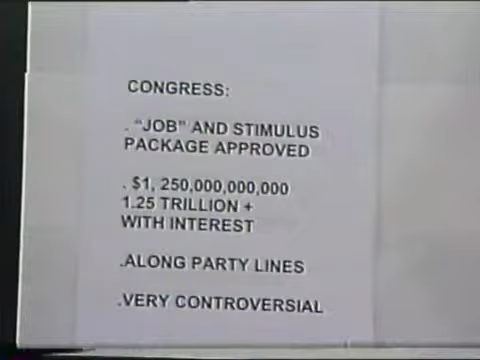 CONGRESS:
. "JOB" AND STIMULUS
PACKAGE APPROVED
. $1, 250,000,000,000
1.25 TRILLION +
WITH INTEREST
.ALONG PARTY LINES
.VERY CONTROVERSIAL